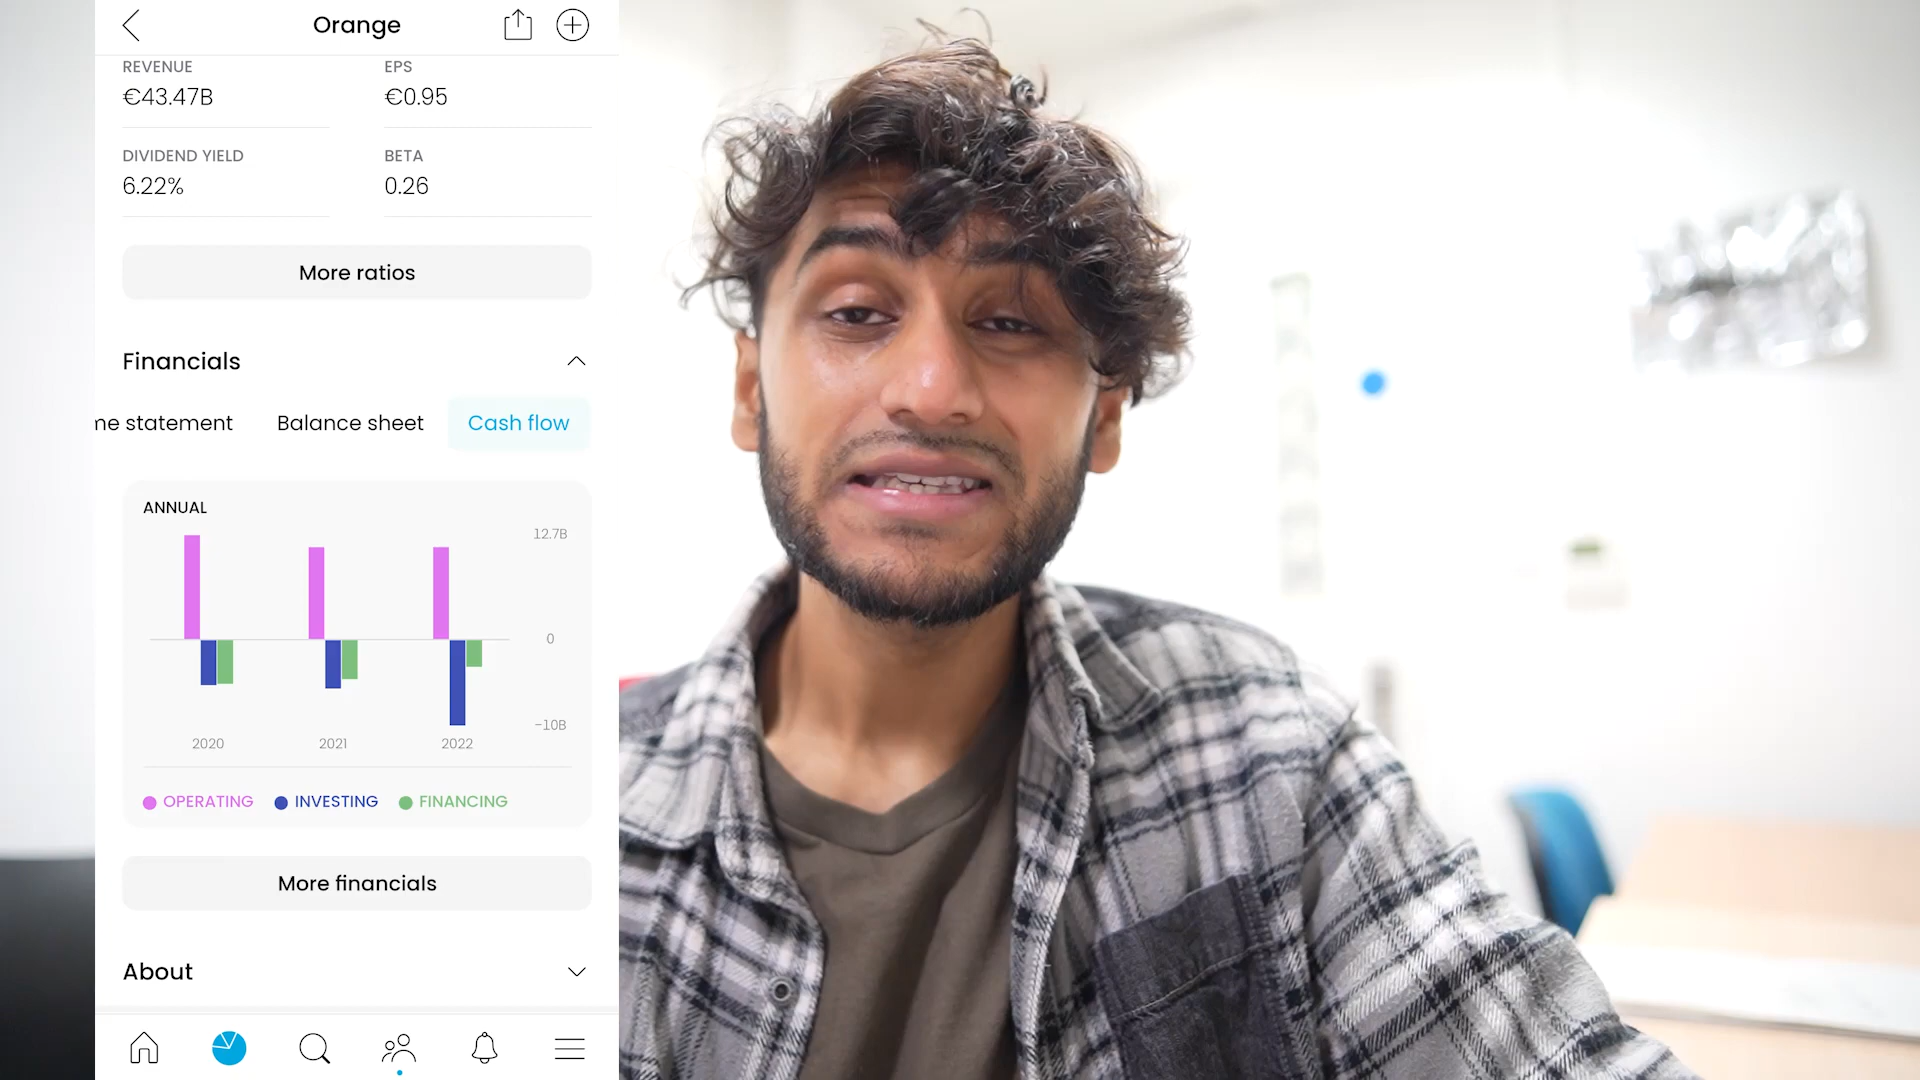 Orange
REVENUE
EPS
€43.47B
€0.95
DIVIDEND YIELD
BETA
6.22%
0.26
More ratios
Financials
me statement
Balance sheet
Cash flow
ANNUAL
12.7B
0
-10B
2020
2021
2022
OPERATING
INVESTING
FINANCING
More financials
About